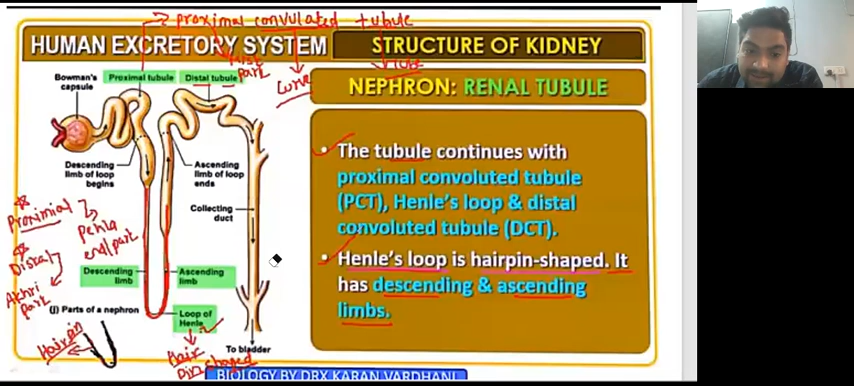 proximal convulated tubule
HUMAN EXCRETORY SYSTEM
STRUCTURE OF KIDNEY
first part
curve
tube
NEPHRON: RENAL TUBULE
Bowman's capsule
Proximal tubule
Distal tubule
Descending
limb of loop
begins
Ascending
limb of loop
ends
Collecting
duct
Proximial
Pehla
end/part
Distal
Akhri
part
Descending
limb
Ascending
limb
(j) Parts of a nephron
Loop of
Henle
Hairpin
Hair
pin shaped
To bladder
• The tubule continues with
proximal convoluted tubule
(PCT), Henle's loop & distal
convoluted tubule (DCT).
• Henle's loop is hairpin-shaped. It
has descending & ascending
limbs.
BIOLOGY BY DRX KARAN VARDHANI